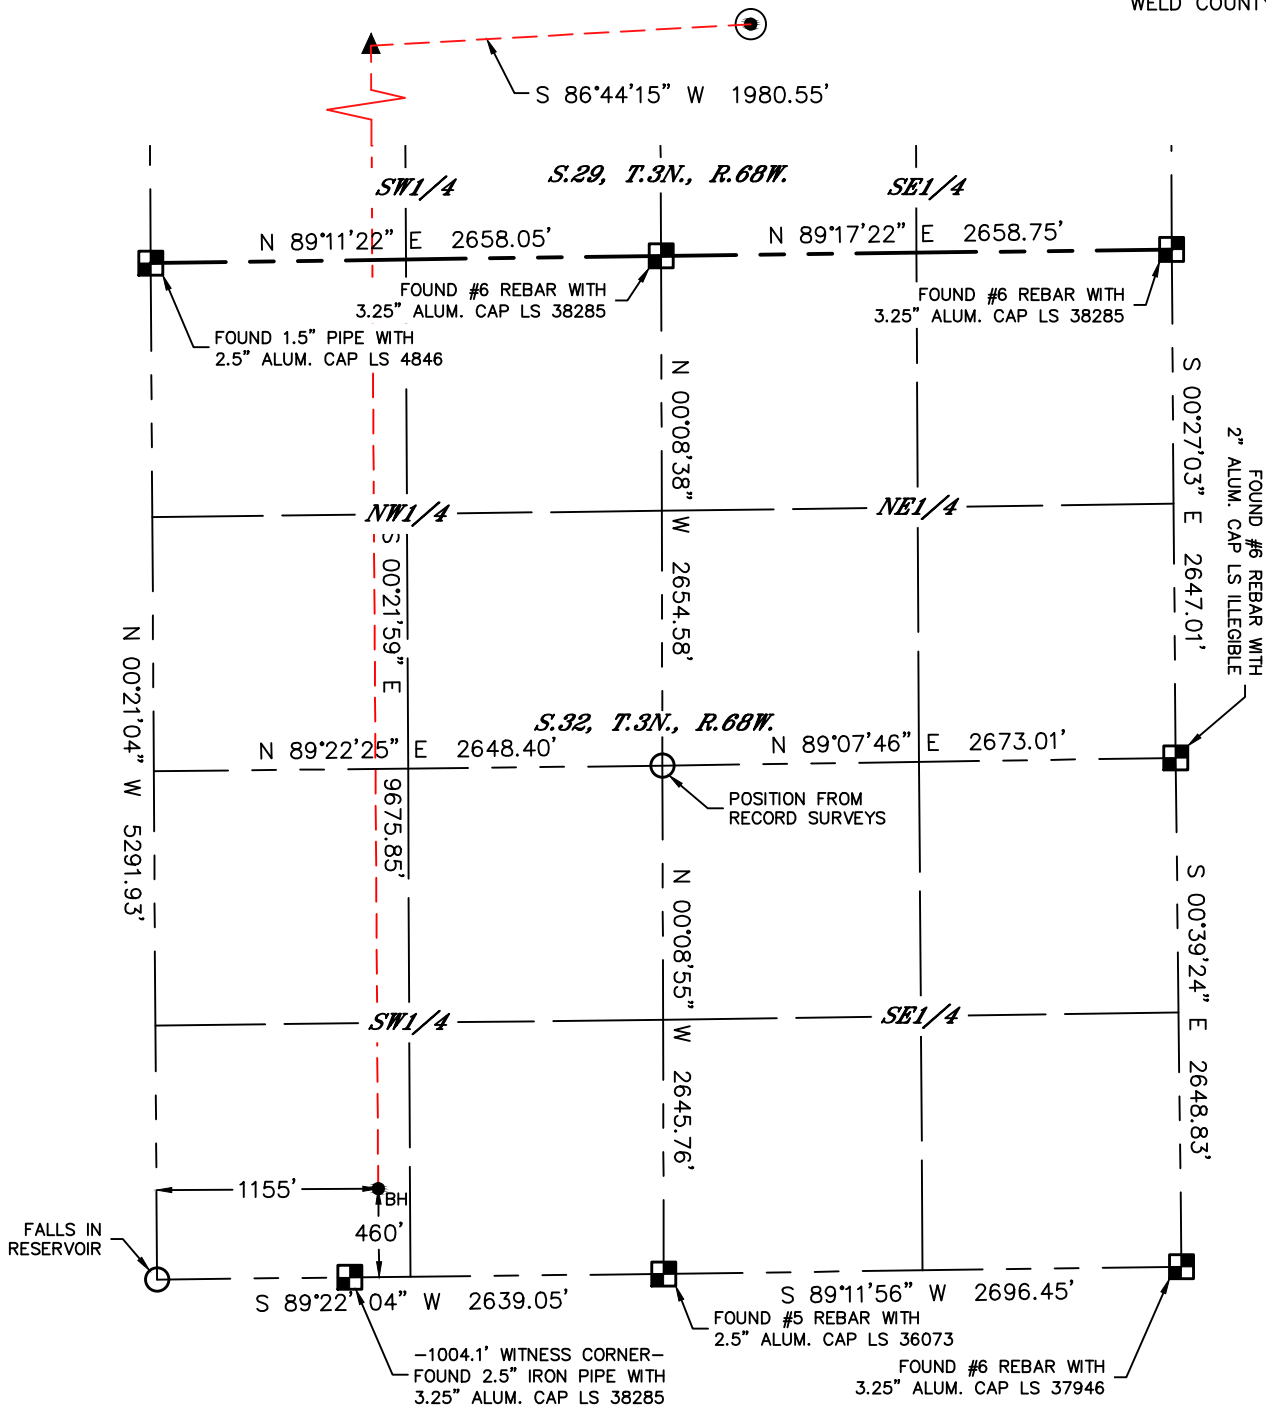 WELD COUNTY
S 86°44'15" W 1980.55'
S.29, T.3N., R.68W.
SW1/4
SE1/4
N 89°11'22" E 2658.05'
N 89°17'22" E 2658.75'
FOUND #6 REBAR WITH
3.25" ALUM. CAP LS 38285
FOUND #6 REBAR WITH
3.25" ALUM. CAP LS 38285
FOUND 1.5" PIPE WITH
2.5" ALUM. CAP LS 4846
N 00°08'38" W 2654.58'
S 00°27'03" E 2647.01'
FOUND #6 REBAR WITH
2" ALUM. CAP LS ILLEGIBLE
NW1/4
NE1/4
S 00°21'59" E 9675.85'
N 00°21'04" W 5291.93'
S.32, T.3N., R.68W.
N 89°22'25" E 2648.40'
N 89°07'46" E 2673.01'
POSITION FROM
RECORD SURVEYS
N 00°08'55" W 2645.76'
S 00°39'24" E 2648.83'
SW1/4
SE1/4
1155'
BH
460'
FALLS IN
RESERVOIR
S 89°22'04" W 2639.05'
S 89°11'56" W 2696.45'
FOUND #5 REBAR WITH
2.5" ALUM. CAP LS 36073
-1004.1' WITNESS CORNER-
FOUND 2.5" IRON PIPE WITH
3.25" ALUM. CAP LS 38285
FOUND #6 REBAR WITH
3.25" ALUM. CAP LS 37946